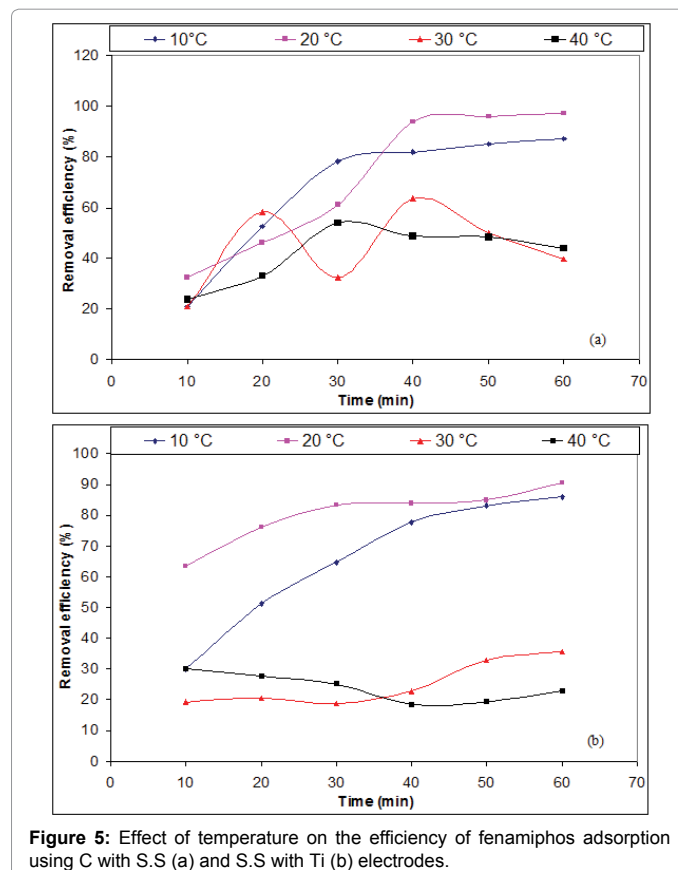 10°C 20 °C 30 °C 40 °C
120
100
80
60
40
20
0
Removal efficiency (%)
0 10 20 30 40 50 60 70
Time (min)
(a)
10 °C 20 °C 30 °C 40 °C
100
90
80
70
60
50
40
30
20
10
0
Removal efficiency (%)
0 10 20 30 40 50 60 70
Time (min)
(b)
Figure 5: Effect of temperature on the efficiency of fenamiphos adsorption
using C with S.S (a) and S.S with Ti (b) electrodes.